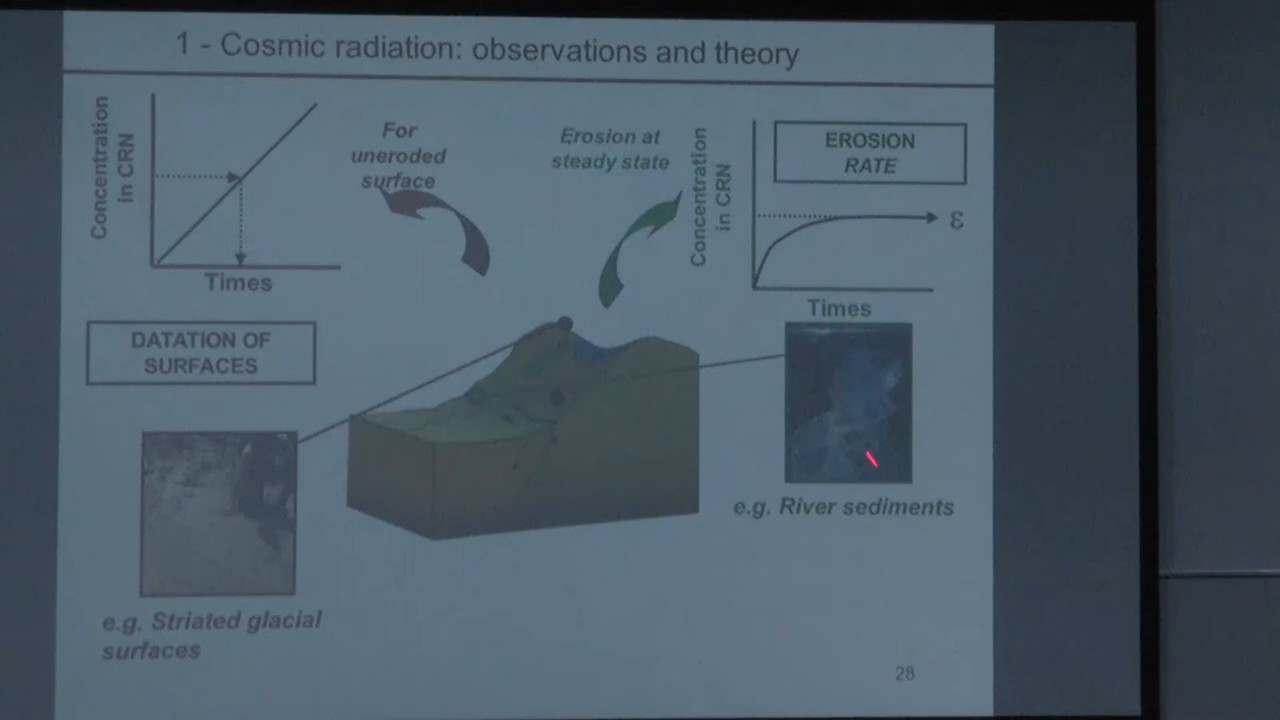 1 - Cosmic radiation: observations and theory
Concentration
in CRN
Times
For
uneroded
surface
Erosion at
steady state
Concentration
in CRN
EROSION
RATE
ε
Times
DATATION OF
SURFACES
e.g. Striated glacial
surfaces
e.g. River sediments
28